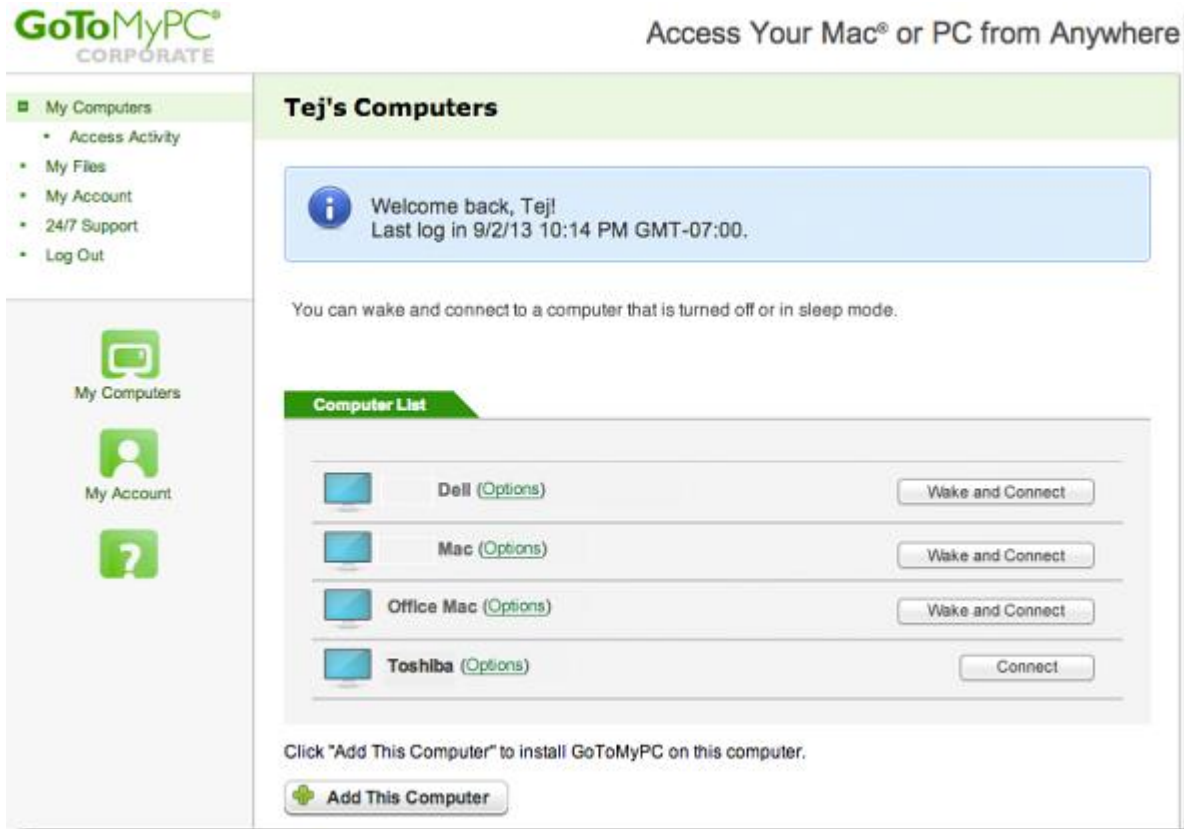 GoToMyPC®
CORPORATE
Access Your Mac® or PC from Anywhere
My Computers
Access Activity
My Files
My Account
24/7 Support
Log Out
My Computers
My Account
?
Tej's Computers
i
Welcome back, Tej!
Last log in 9/2/13 10:14 PM GMT-07:00.
You can wake and connect to a computer that is turned off or in sleep mode.
Computer List
Dell (Options) Wake and Connect
Mac (Options) Wake and Connect
Office Mac (Options) Wake and Connect
Toshiba (Options) Connect
Click "Add This Computer" to install GoToMyPC on this computer.
Add This Computer